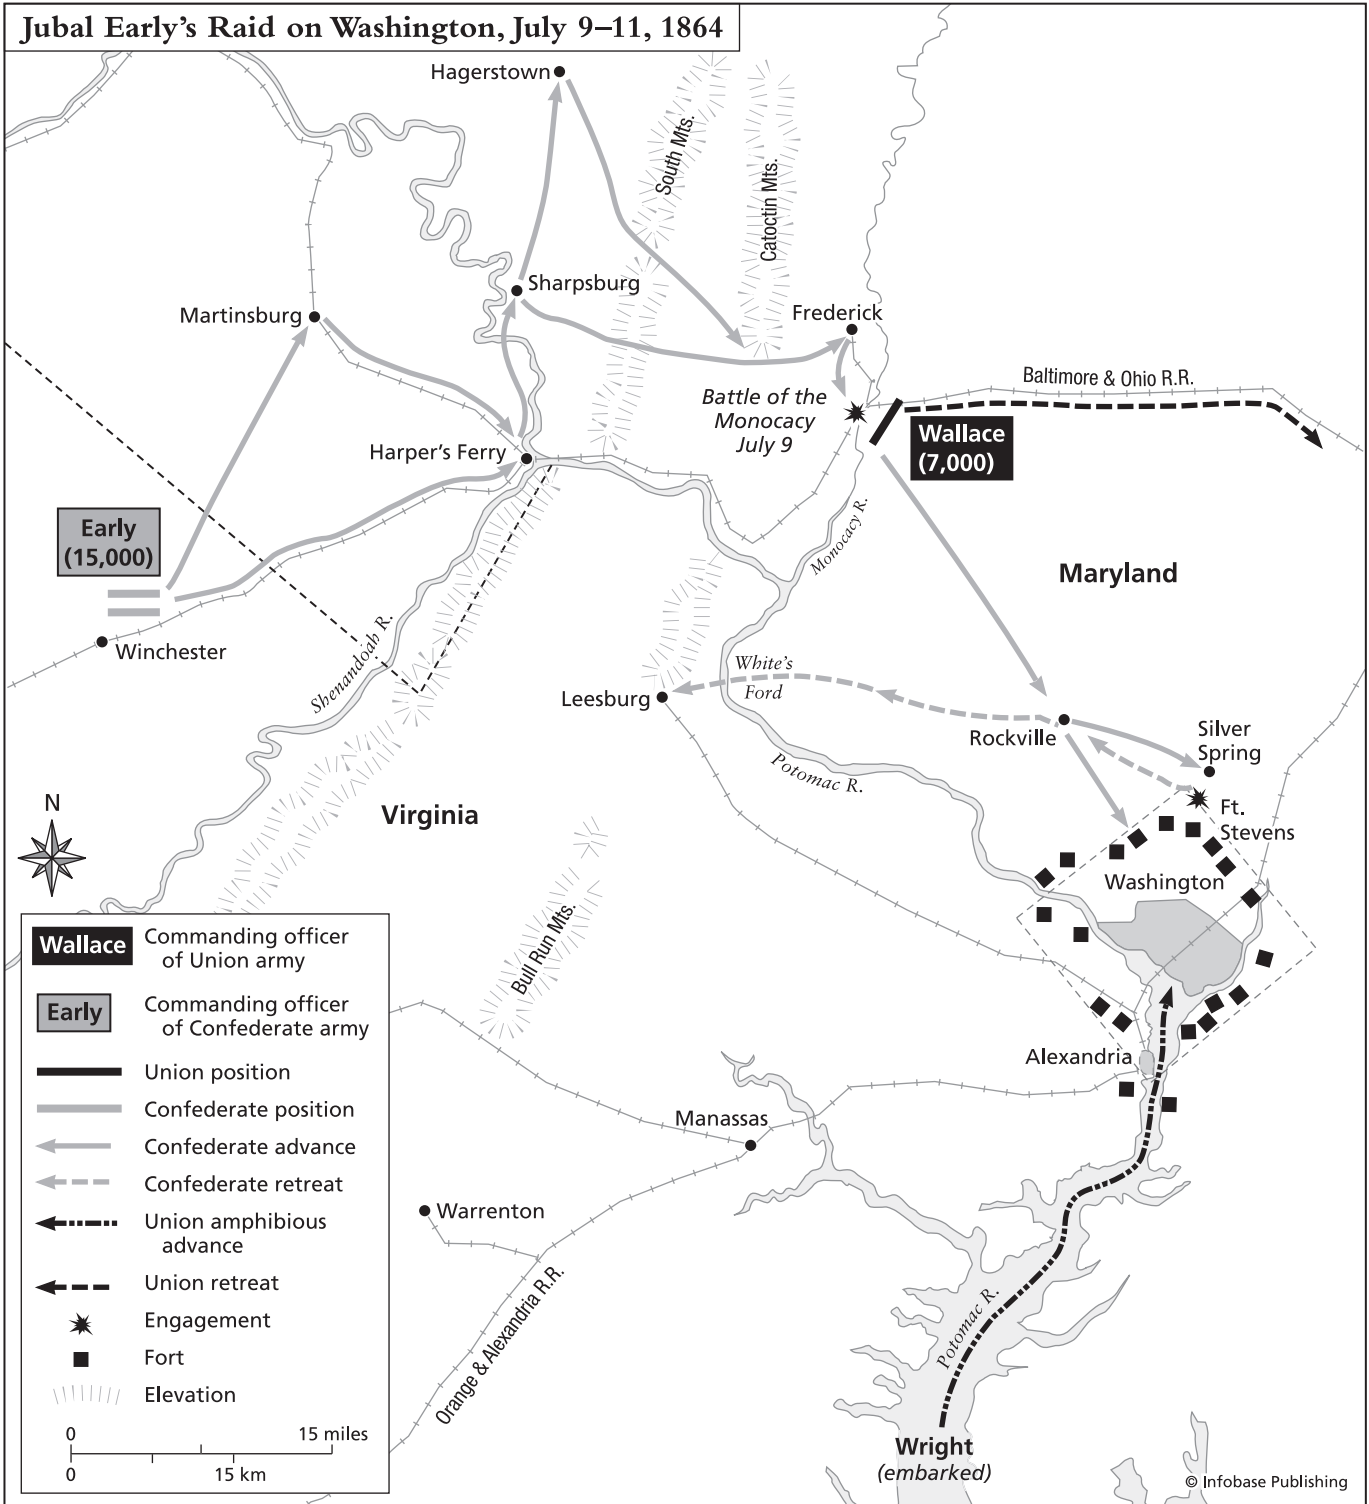 Jubal Early's Raid on Washington, July 9–11, 1864
Hagerstown
South Mts.
Catoctin Mts.
Sharpsburg
Martinsburg
Frederick
Baltimore & Ohio R.R.
Battle of the
Monocacy
July 9
Wallace
(7,000)
Harper's Ferry
Early
(15,000)
Monocacy R.
Maryland
Winchester
Shenandoah R.
White's
Ford
Leesburg
Rockville
Silver
Spring
Potomac R.
Virginia
Ft.
Stevens
Washington
N
Bull Run Mts.
Alexandria
Manassas
Warrenton
Orange & Alexandria R.R.
Potomac R.
Wright
(embarked)
Wallace
Commanding officer
of Union army
Early
Commanding officer
of Confederate army
Union position
Confederate position
Confederate advance
Confederate retreat
Union amphibious
advance
Union retreat
Engagement
Fort
Elevation
0 15 miles
0 15 km
© Infobase Publishing